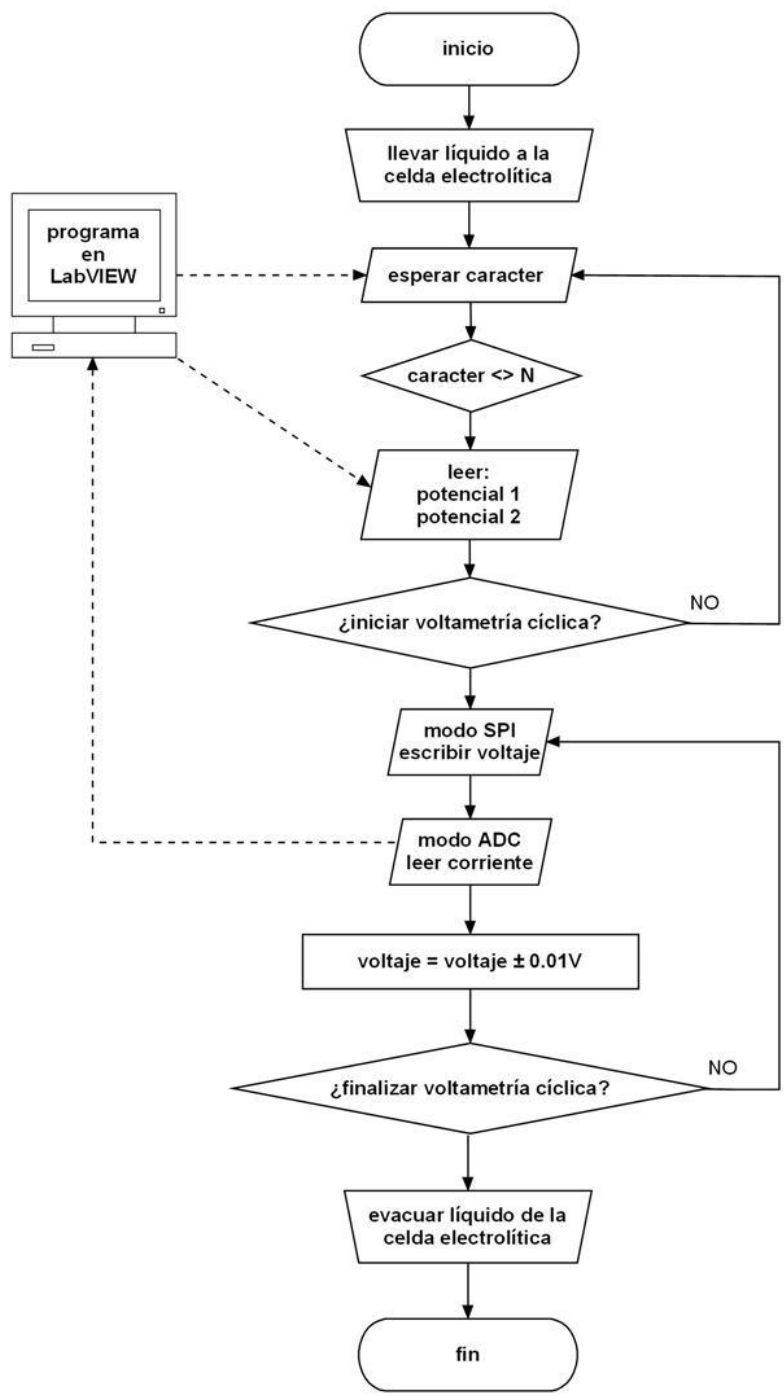 inicio
llevar líquido a la
celda electrolítica
programa
en
LabVIEW
esperar caracter
caracter <> N
leer:
potencial 1
potencial 2
¿iniciar voltametría cíclica?
NO
modo SPI
escribir voltaje
modo ADC
leer corriente
voltaje = voltaje ± 0.01V
¿finalizar voltametría cíclica?
NO
evacuar líquido de la
celda electrolítica
fin